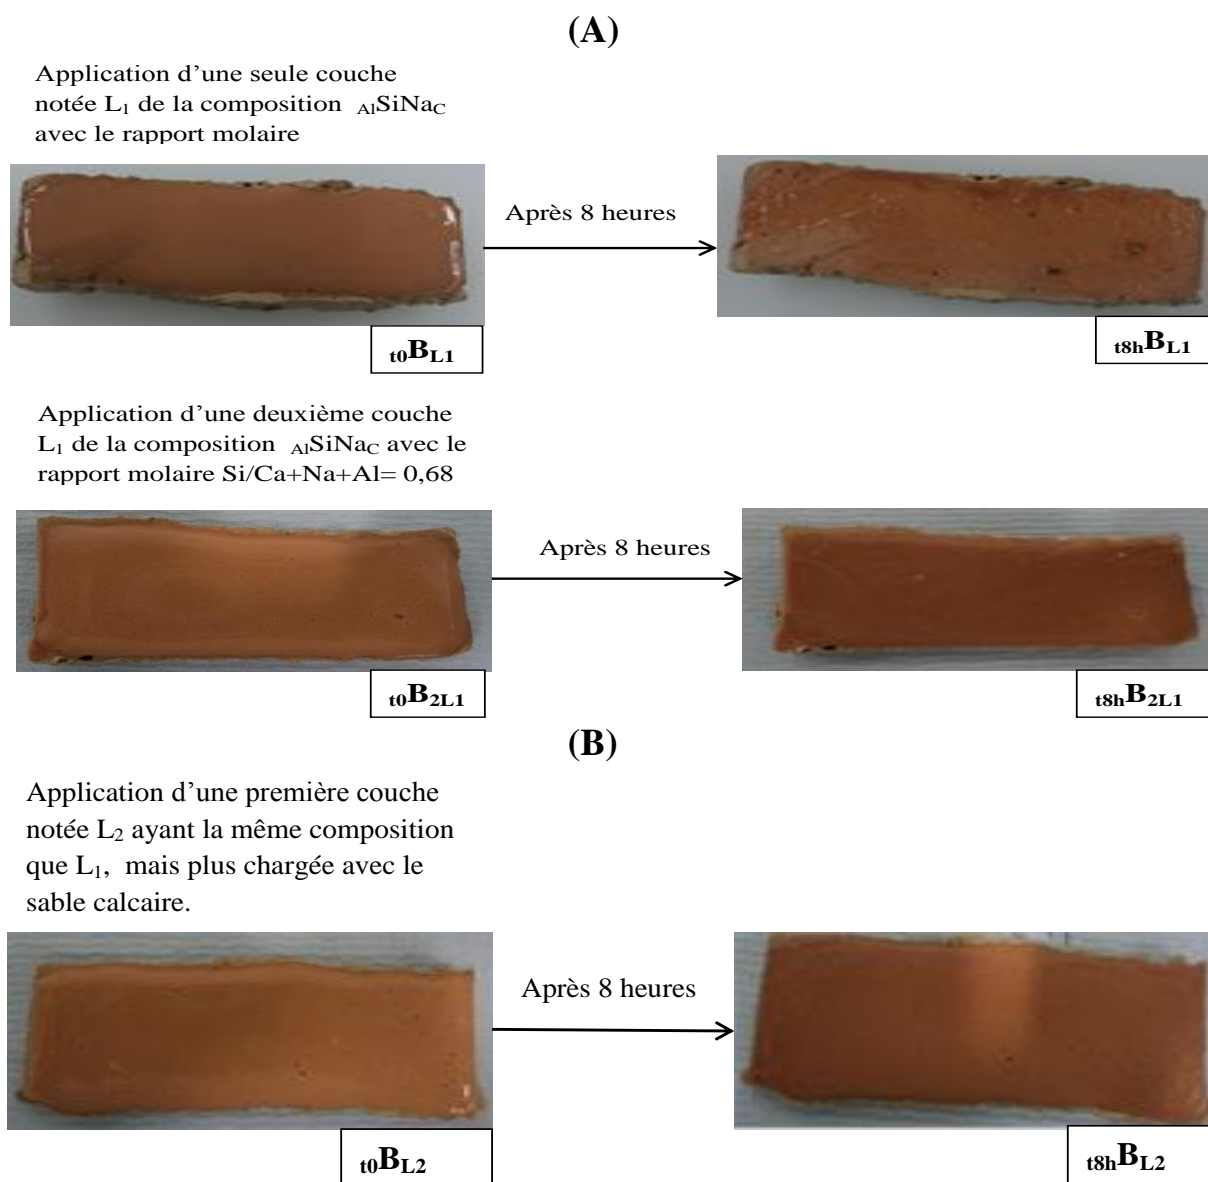 (A)
Application d'une seule couche
notée L₁ de la composition AlSiNaC
avec le rapport molaire
Après 8 heures
t0BL1
t8hBL1
Application d'une deuxième couche
L₁ de la composition AlSiNaC avec le
rapport molaire Si/Ca+Na+Al= 0,68
Après 8 heures
t0B2L1
t8hB2L1
(B)
Application d'une première couche
notée L₂ ayant la même composition
que L₁, mais plus chargée avec le
sable calcaire.
Après 8 heures
t0BL2
t8hBL2